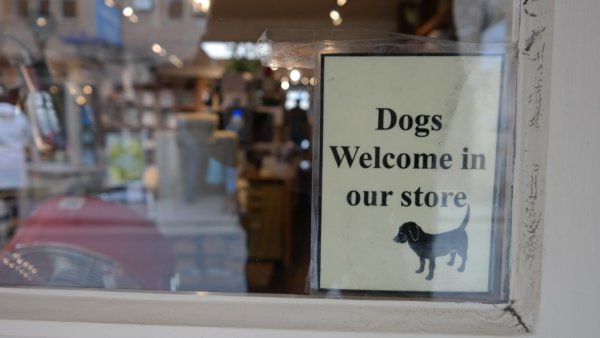 Dogs
Welcome in
our store